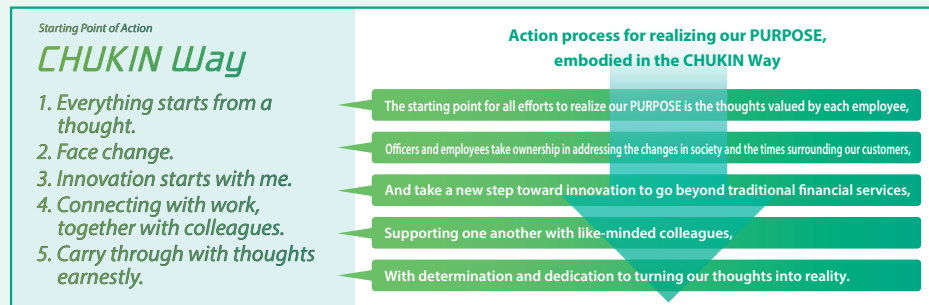 Starting Point of Action
CHUKIN Way
1. Everything starts from a
thought.
2. Face change.
3. Innovation starts with me.
4. Connecting with work,
together with colleagues.
5. Carry through with thoughts
earnestly.
Action process for realizing our PURPOSE,
embodied in the CHUKIN Way
The starting point for all efforts to realize our PURPOSE is the thoughts valued by each employee,
Officers and employees take ownership in addressing the changes in society and the times surrounding our customers,
And take a new step toward innovation to go beyond traditional financial services,
Supporting one another with like-minded colleagues,
With determination and dedication to turning our thoughts into reality.